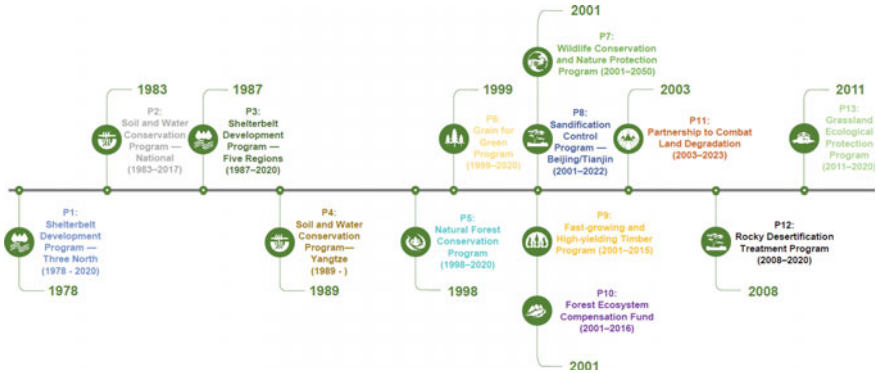 2001
P7:
Wildlife Conservation
and Nature Protection
Program (2001–2050)
1983
P2:
Soil and Water
Conservation
Program —
National
(1983–2017)
1987
P3:
Shelterbelt
Development
Program —
Five Regions
(1987–2020)
1999
P6:
Grain for
Green
Program
(1999–2020)
P8:
Sandification
Control
Program —
Beijing/Tianjin
(2001–2022)
2003
P11:
Partnership to Combat
Land Degradation
(2003–2023)
2011
P13:
Grassland
Ecological
Protection
Program
(2011–2020)
P1:
Shelterbelt
Development
Program —
Three North
(1978 - 2020)
1978
P4:
Soil and Water
Conservation
Program—
Yangtze
(1989 - )
1989
P5:
Natural Forest
Conservation
Program
(1998–2020)
1998
P9:
Fast-growing and
High-yielding Timber
Program (2001–2015)
P10:
Forest Ecosystem
Compensation Fund
(2001–2016)
2001
P12:
Rocky Desertification
Treatment Program
(2008–2020)
2008